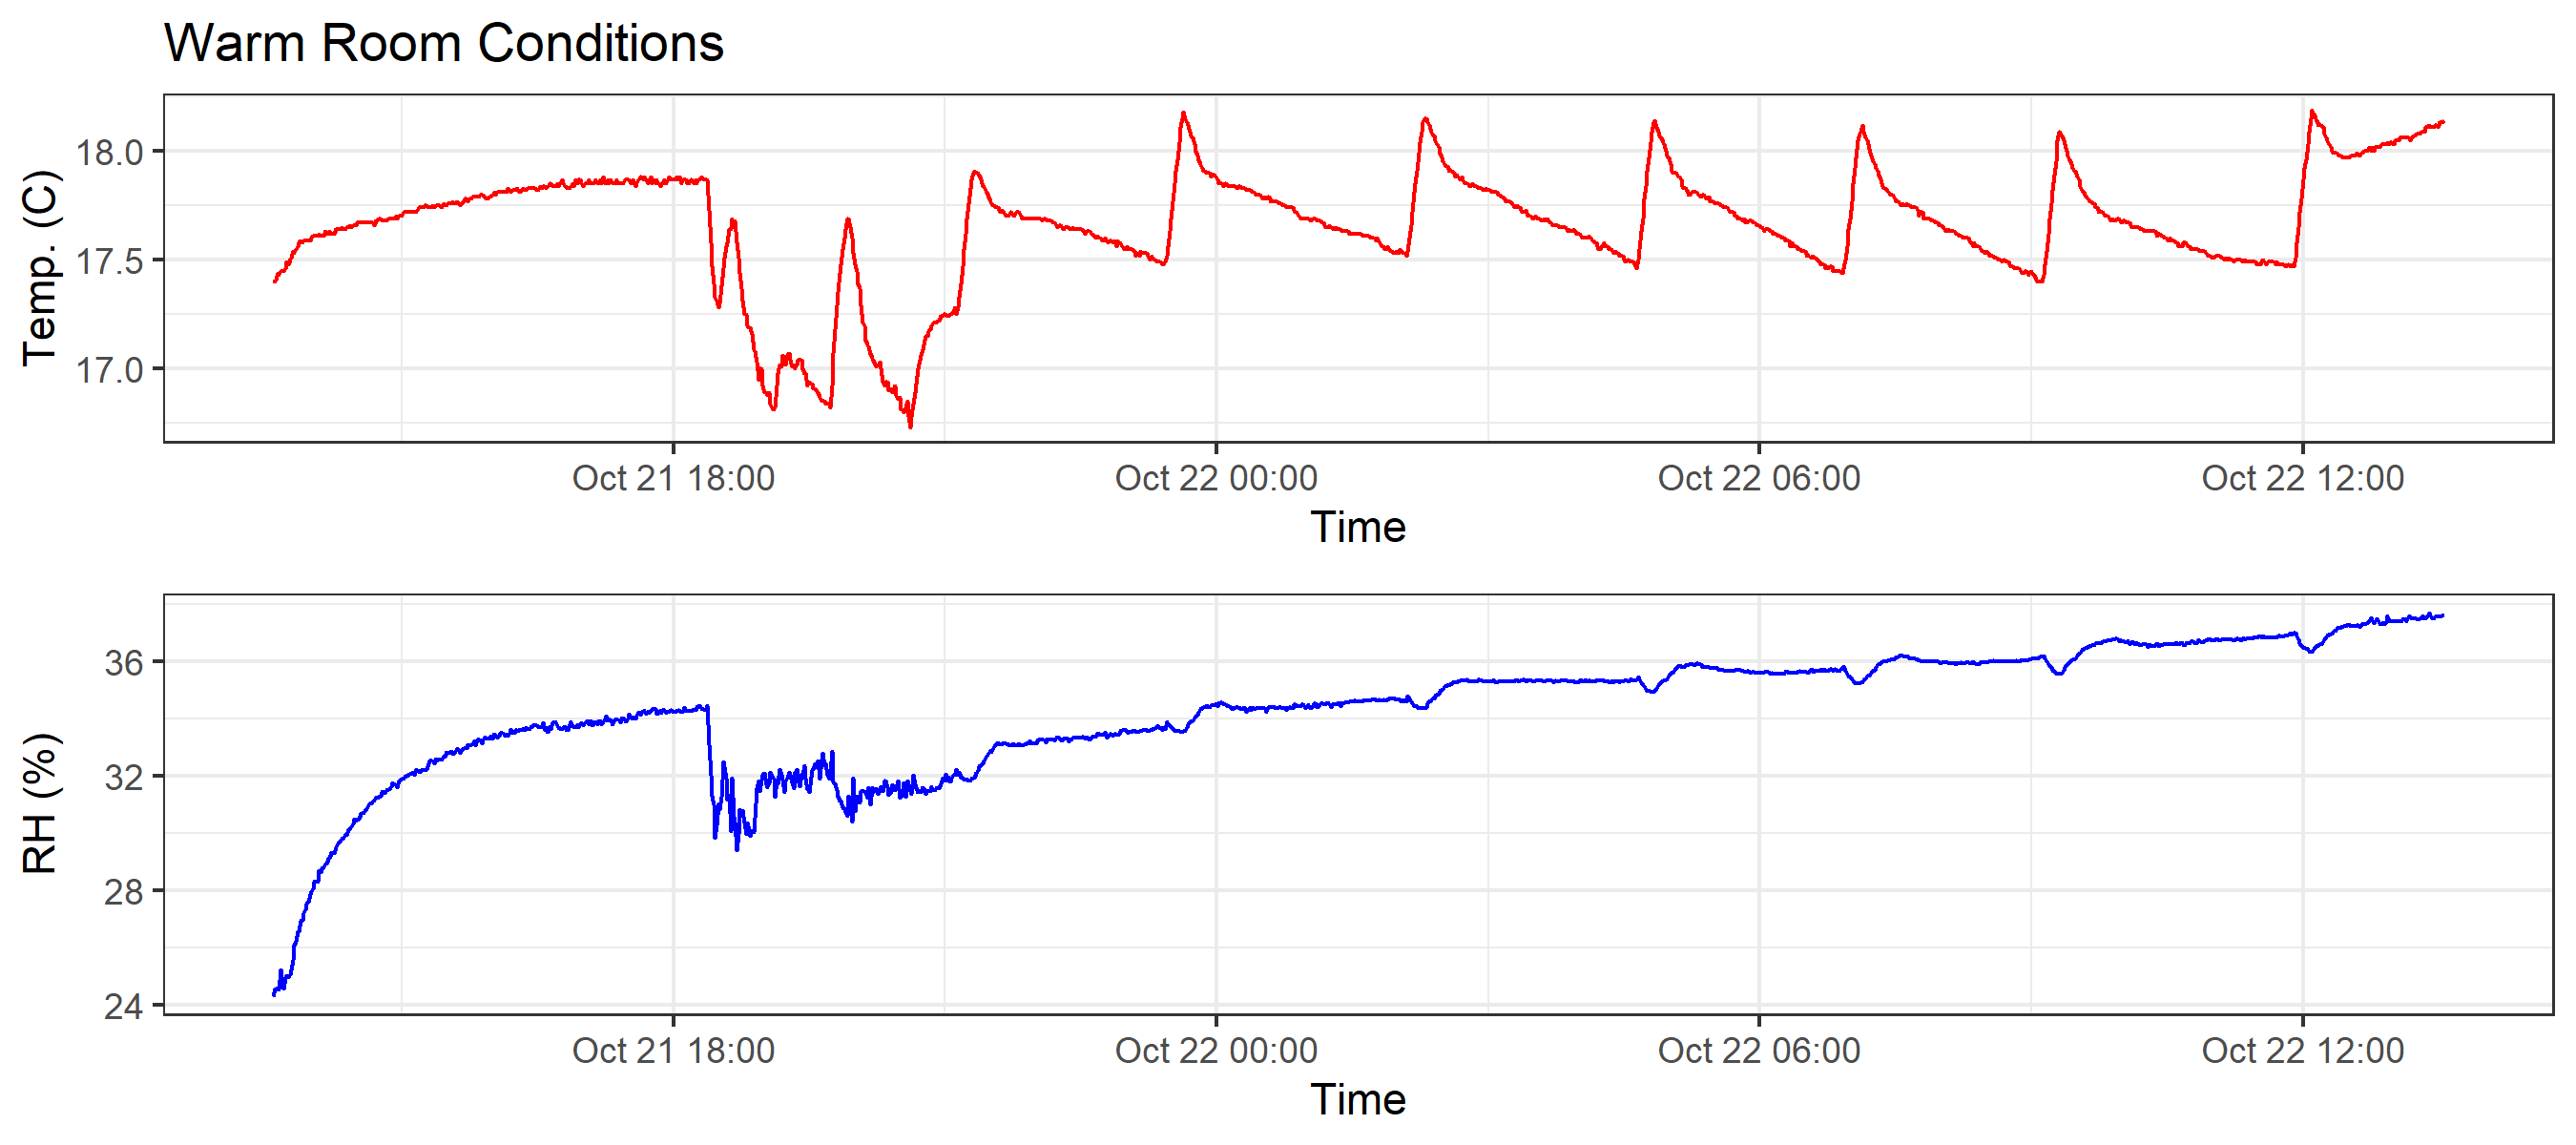 Warm Room Conditions
Temp. (C)
18.0
17.5
17.0
Oct 21 18:00 Oct 22 00:00 Oct 22 06:00 Oct 22 12:00
Time
RH (%)
36
32
28
24
Oct 21 18:00 Oct 22 00:00 Oct 22 06:00 Oct 22 12:00
Time